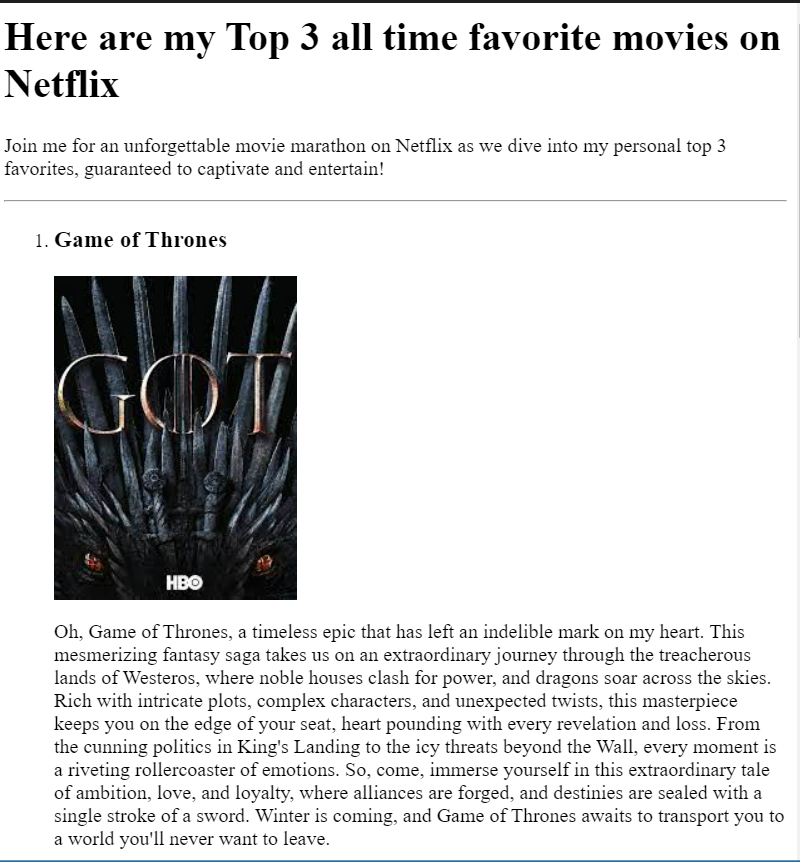 Here are my Top 3 all time favorite movies on
Netflix
Join me for an unforgettable movie marathon on Netflix as we dive into my personal top 3
favorites, guaranteed to captivate and entertain!
1. Game of Thrones
GOT
HBO
Oh, Game of Thrones, a timeless epic that has left an indelible mark on my heart. This
mesmerizing fantasy saga takes us on an extraordinary journey through the treacherous
lands of Westeros, where noble houses clash for power, and dragons soar across the skies.
Rich with intricate plots, complex characters, and unexpected twists, this masterpiece
keeps you on the edge of your seat, heart pounding with every revelation and loss. From
the cunning politics in King's Landing to the icy threats beyond the Wall, every moment is
a riveting rollercoaster of emotions. So, come, immerse yourself in this extraordinary tale
of ambition, love, and loyalty, where alliances are forged, and destinies are sealed with a
single stroke of a sword. Winter is coming, and Game of Thrones awaits to transport you to
a world you'll never want to leave.